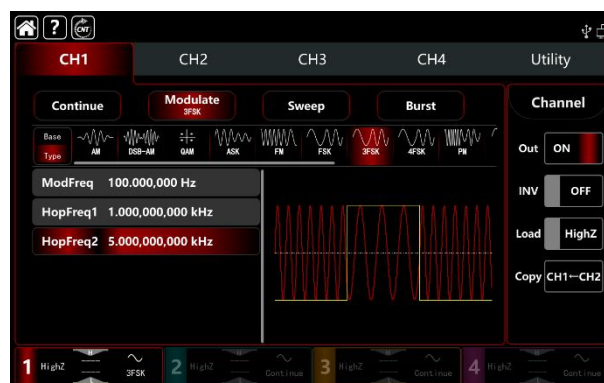 ? CNT
CH1 CH2 CH3 CH4 Utility
Continue Modulate Sweep Burst Channel
3FSK
Base
Type AM DSB-AM QAM ASK FM FSK 3FSK 4FSK PM
Out ON
ModFreq 100.000,000 Hz
INV OFF
HopFreq1 1.000,000,000 kHz
HopFreq2 5.000,000,000 kHz
Load HighZ
Copy CH1←CH2
1 HighZ 3FSK 2 HighZ Continue 3 HighZ Continue 4 HighZ Continue